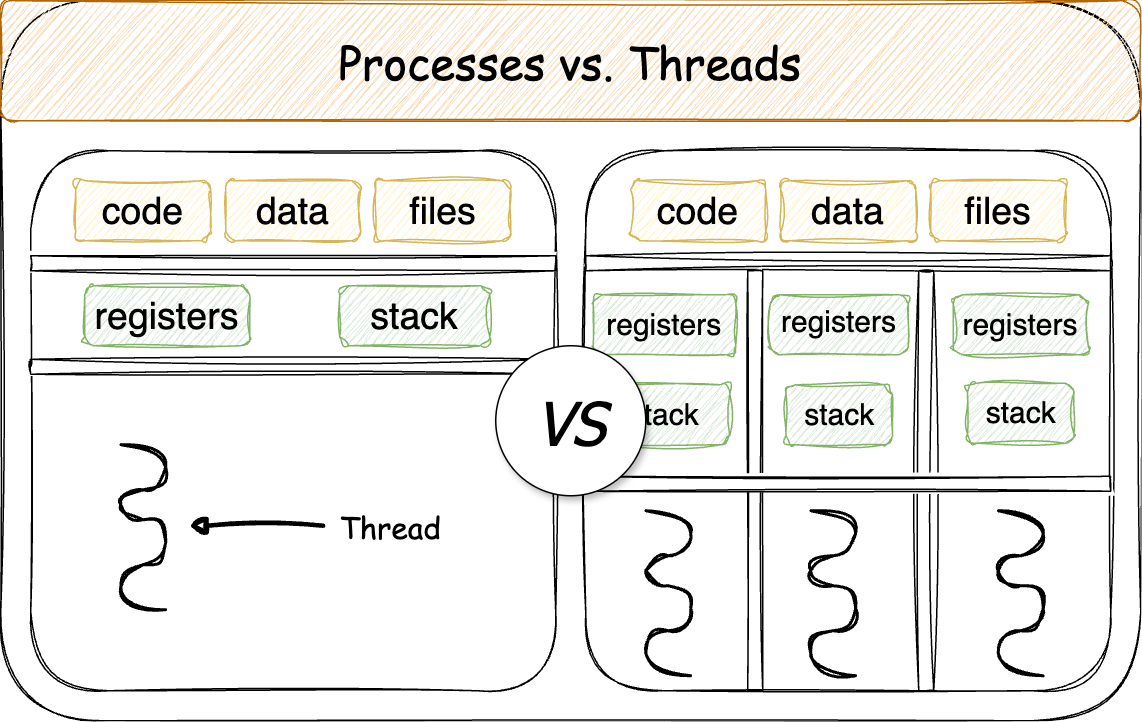 Processes vs. Threads
code data files
registers stack
Thread
VS
code data files
registers registers registers
tack stack stack